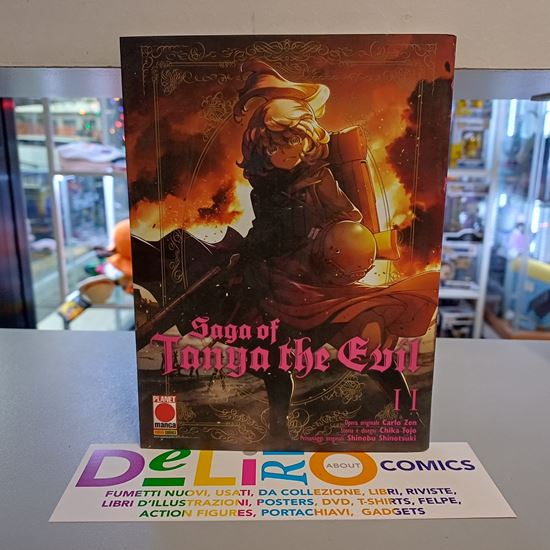 Saga of
Tanya the Evil
II
Opera originale Carlo Zen
Storia e disegni Chika Tojo
Personaggi originali Shinobu Shinotsuki
PLANET
manga
DeLiRiO
ABOUT
COMICS
FUMETTI NUOVI, USATI, DA COLLEZIONE, LIBRI, RIVISTE,
LIBRI D'ILLUSTRAZIONI, POSTERS, DVD, T-SHIRTS, FELPE,
ACTION FIGURES, PORTACHIAVI, GADGETS